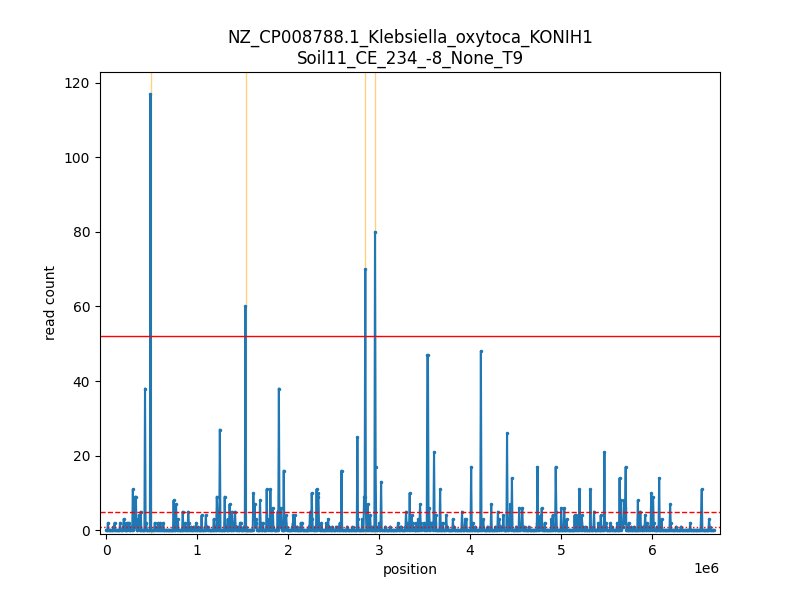 NZ_CP008788.1_Klebsiella_oxytoca_KONIH1
Soil11_CE_234_-8_None_T9
120
100
80
60
40
20
0
read count
0 1 2 3 4 5 6
1e6
position